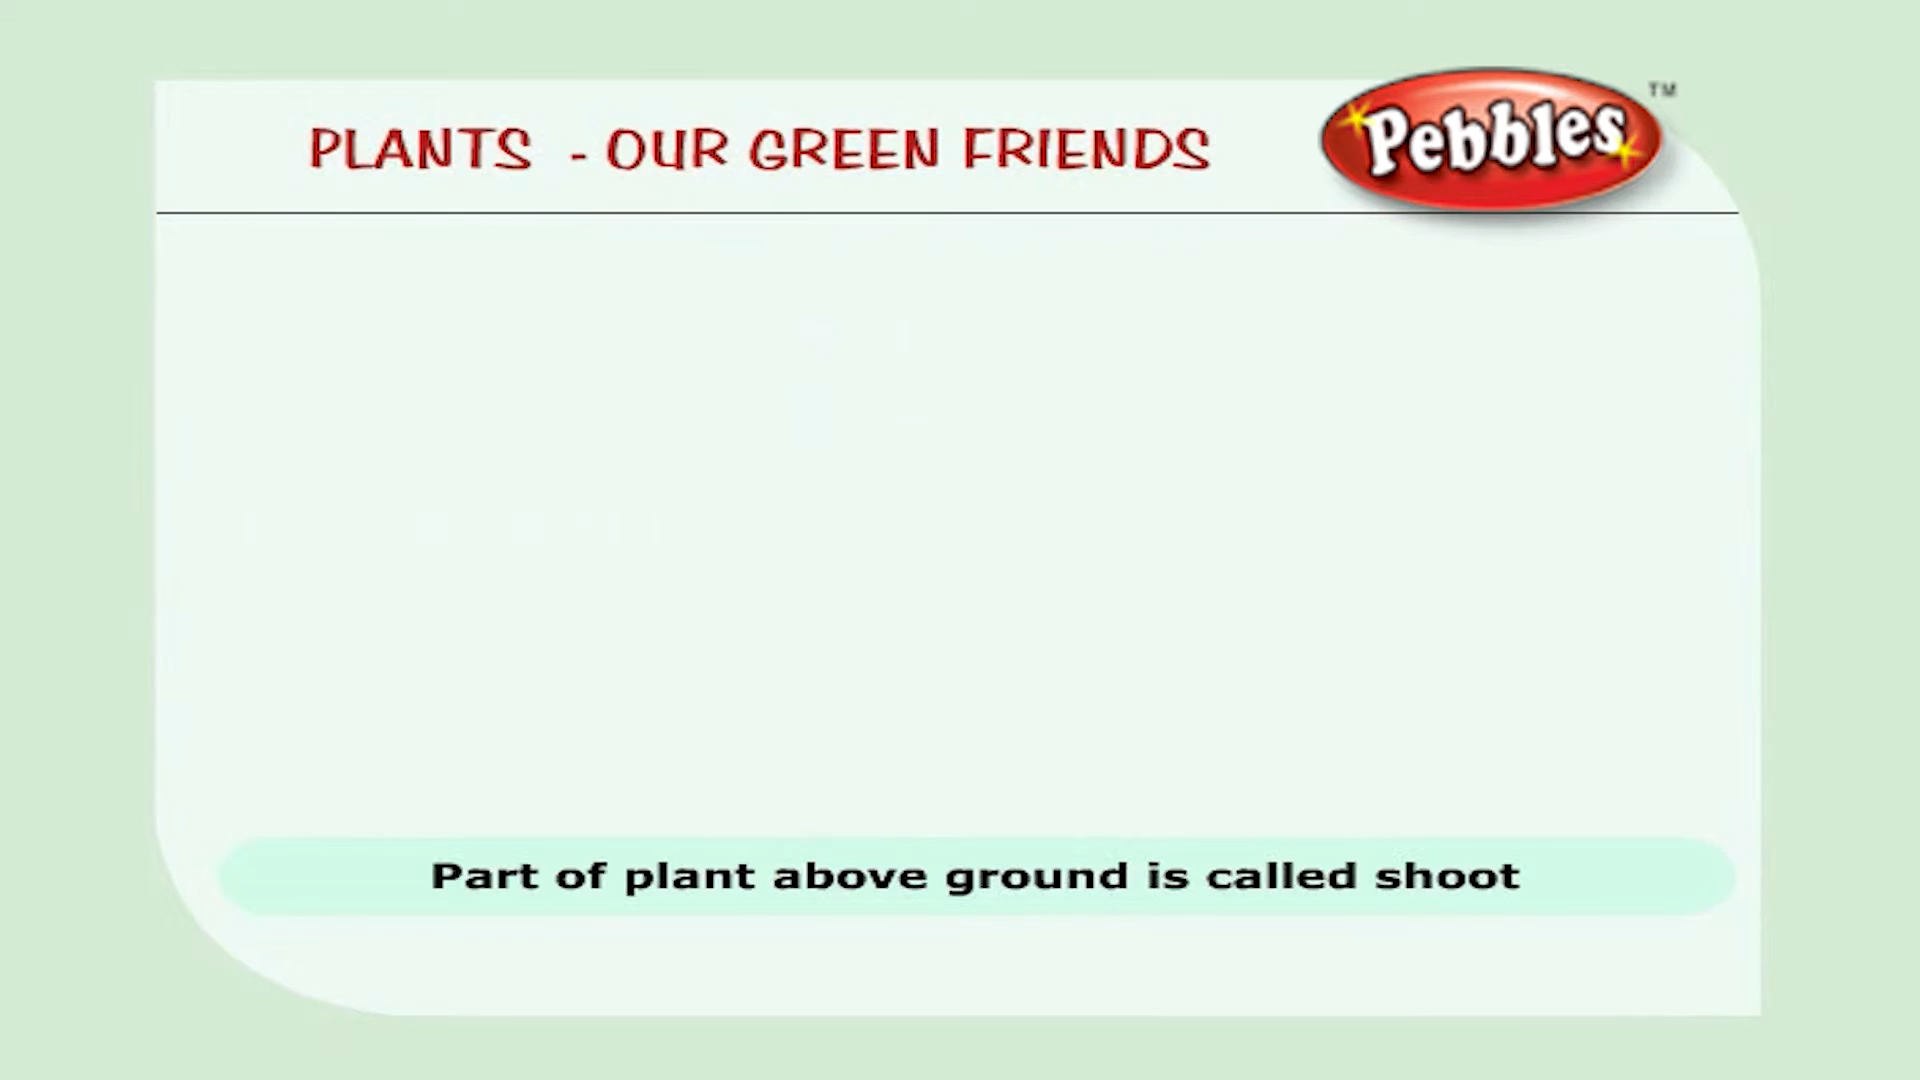 PLANTS - OUR GREEN FRIENDS
Pebbles TM
Part of plant above ground is called shoot